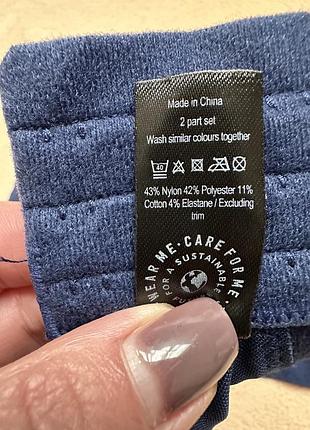 Made in China
2 part set
Wash similar colours together
40
43% Nylon 42% Polyester 11%
Cotton 4% Elastane / Excluding
trim
WEAR ME • CARE FOR ME
FOR A SUSTAINABLE